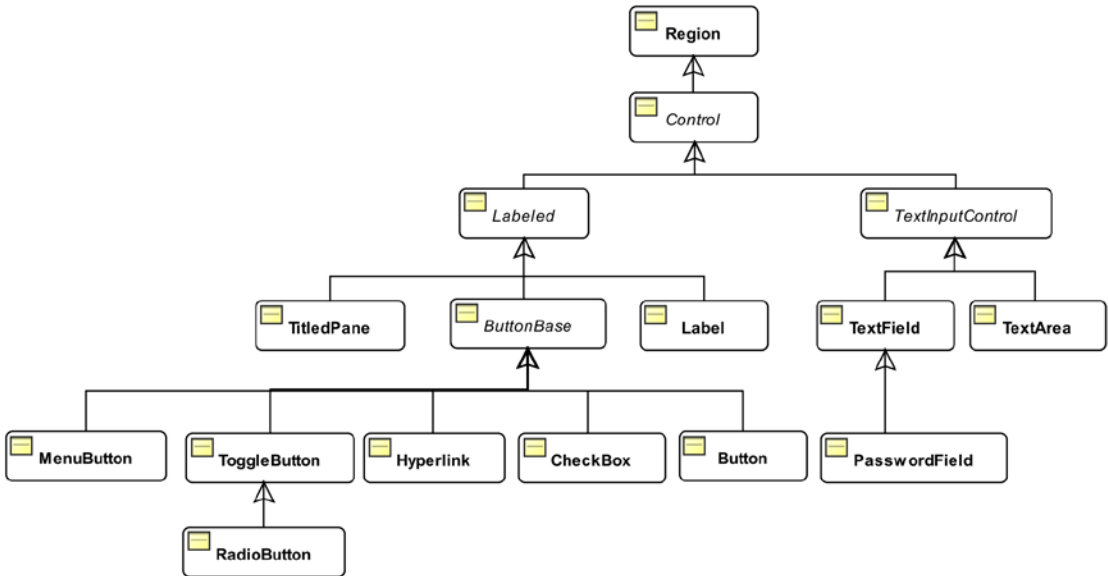 Region
Control
Labeled
TextInputControl
TitledPane
ButtonBase
Label
TextField
TextArea
MenuButton
ToggleButton
Hyperlink
CheckBox
Button
PasswordField
RadioButton